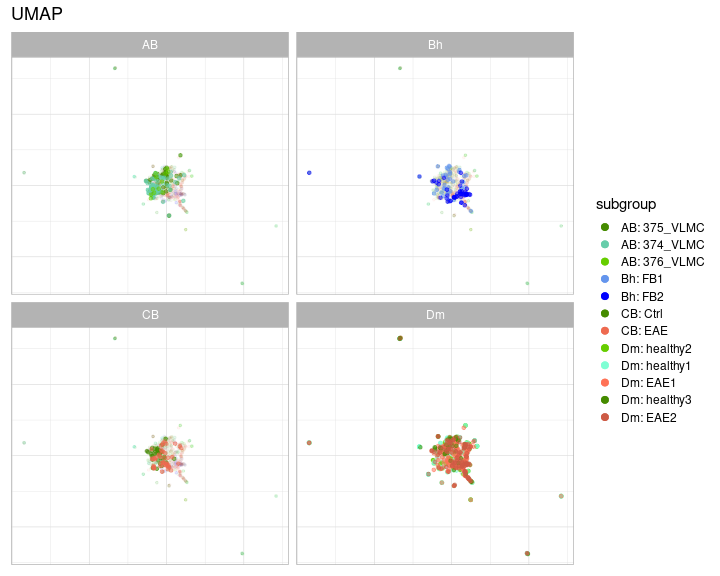 UMAP
AB
Bh
CB
Dm
subgroup
AB: 375_VLMC
AB: 374_VLMC
AB: 376_VLMC
Bh: FB1
Bh: FB2
CB: Ctrl
CB: EAE
Dm: healthy2
Dm: healthy1
Dm: EAE1
Dm: healthy3
Dm: EAE2